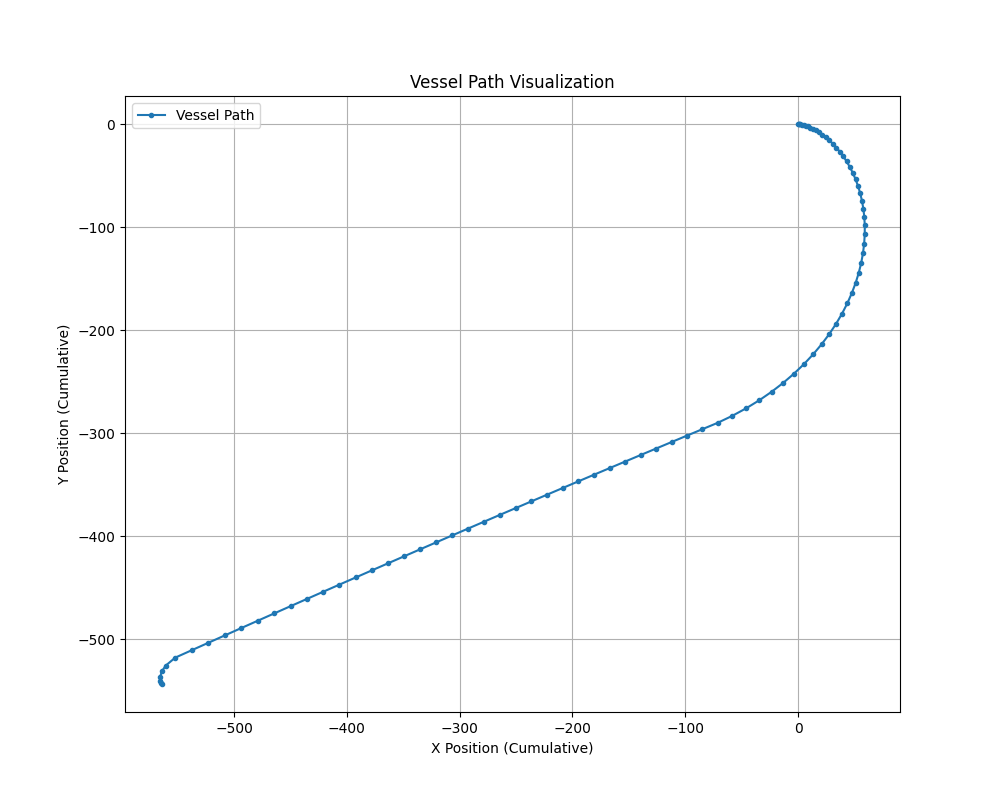 Vessel Path Visualization
Vessel Path
0
−100
−200
−300
−400
−500
Y Position (Cumulative)
−500 −400 −300 −200 −100 0
X Position (Cumulative)